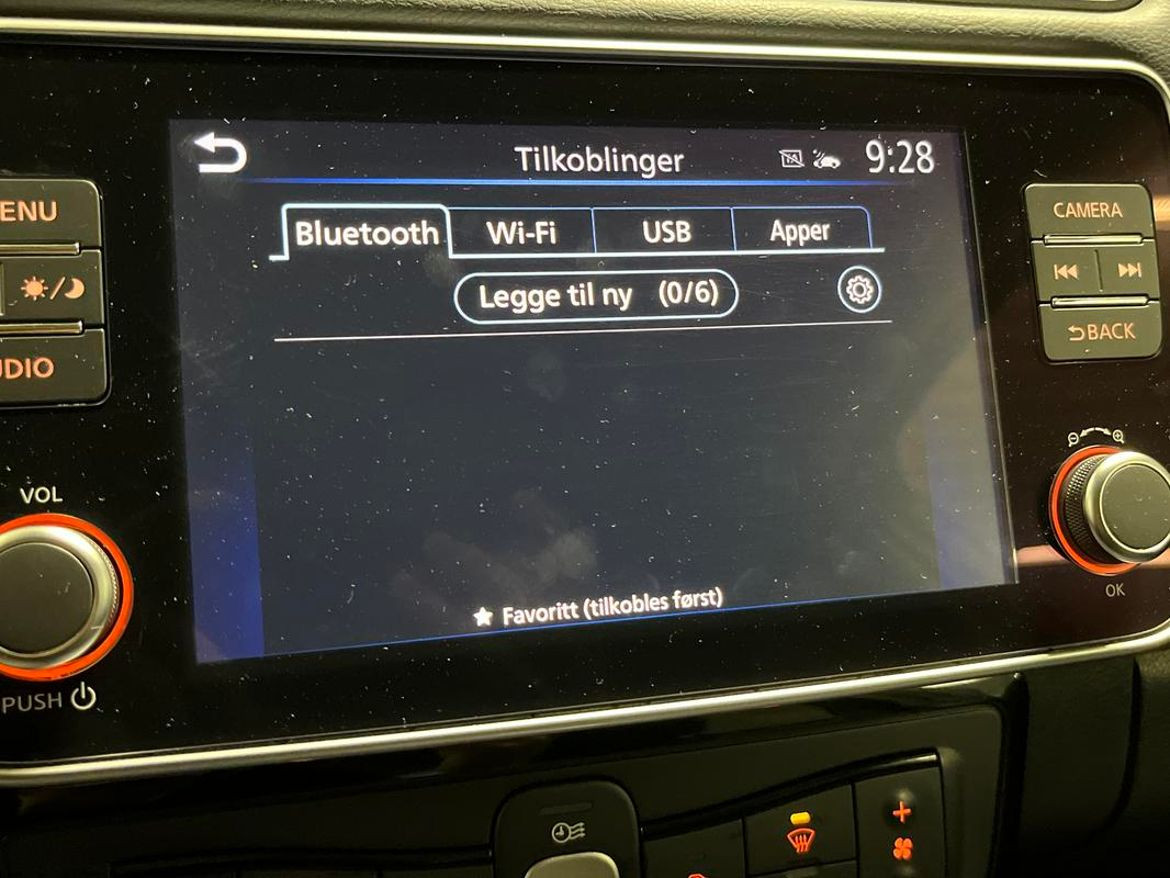 Tilkoblinger TA 9:28
Bluetooth Wi-Fi USB Apper
Legge til ny (0/6)
★ Favoritt (tilkobles først)
ENU
UDIO
VOL
PUSH
CAMERA
BACK
OK